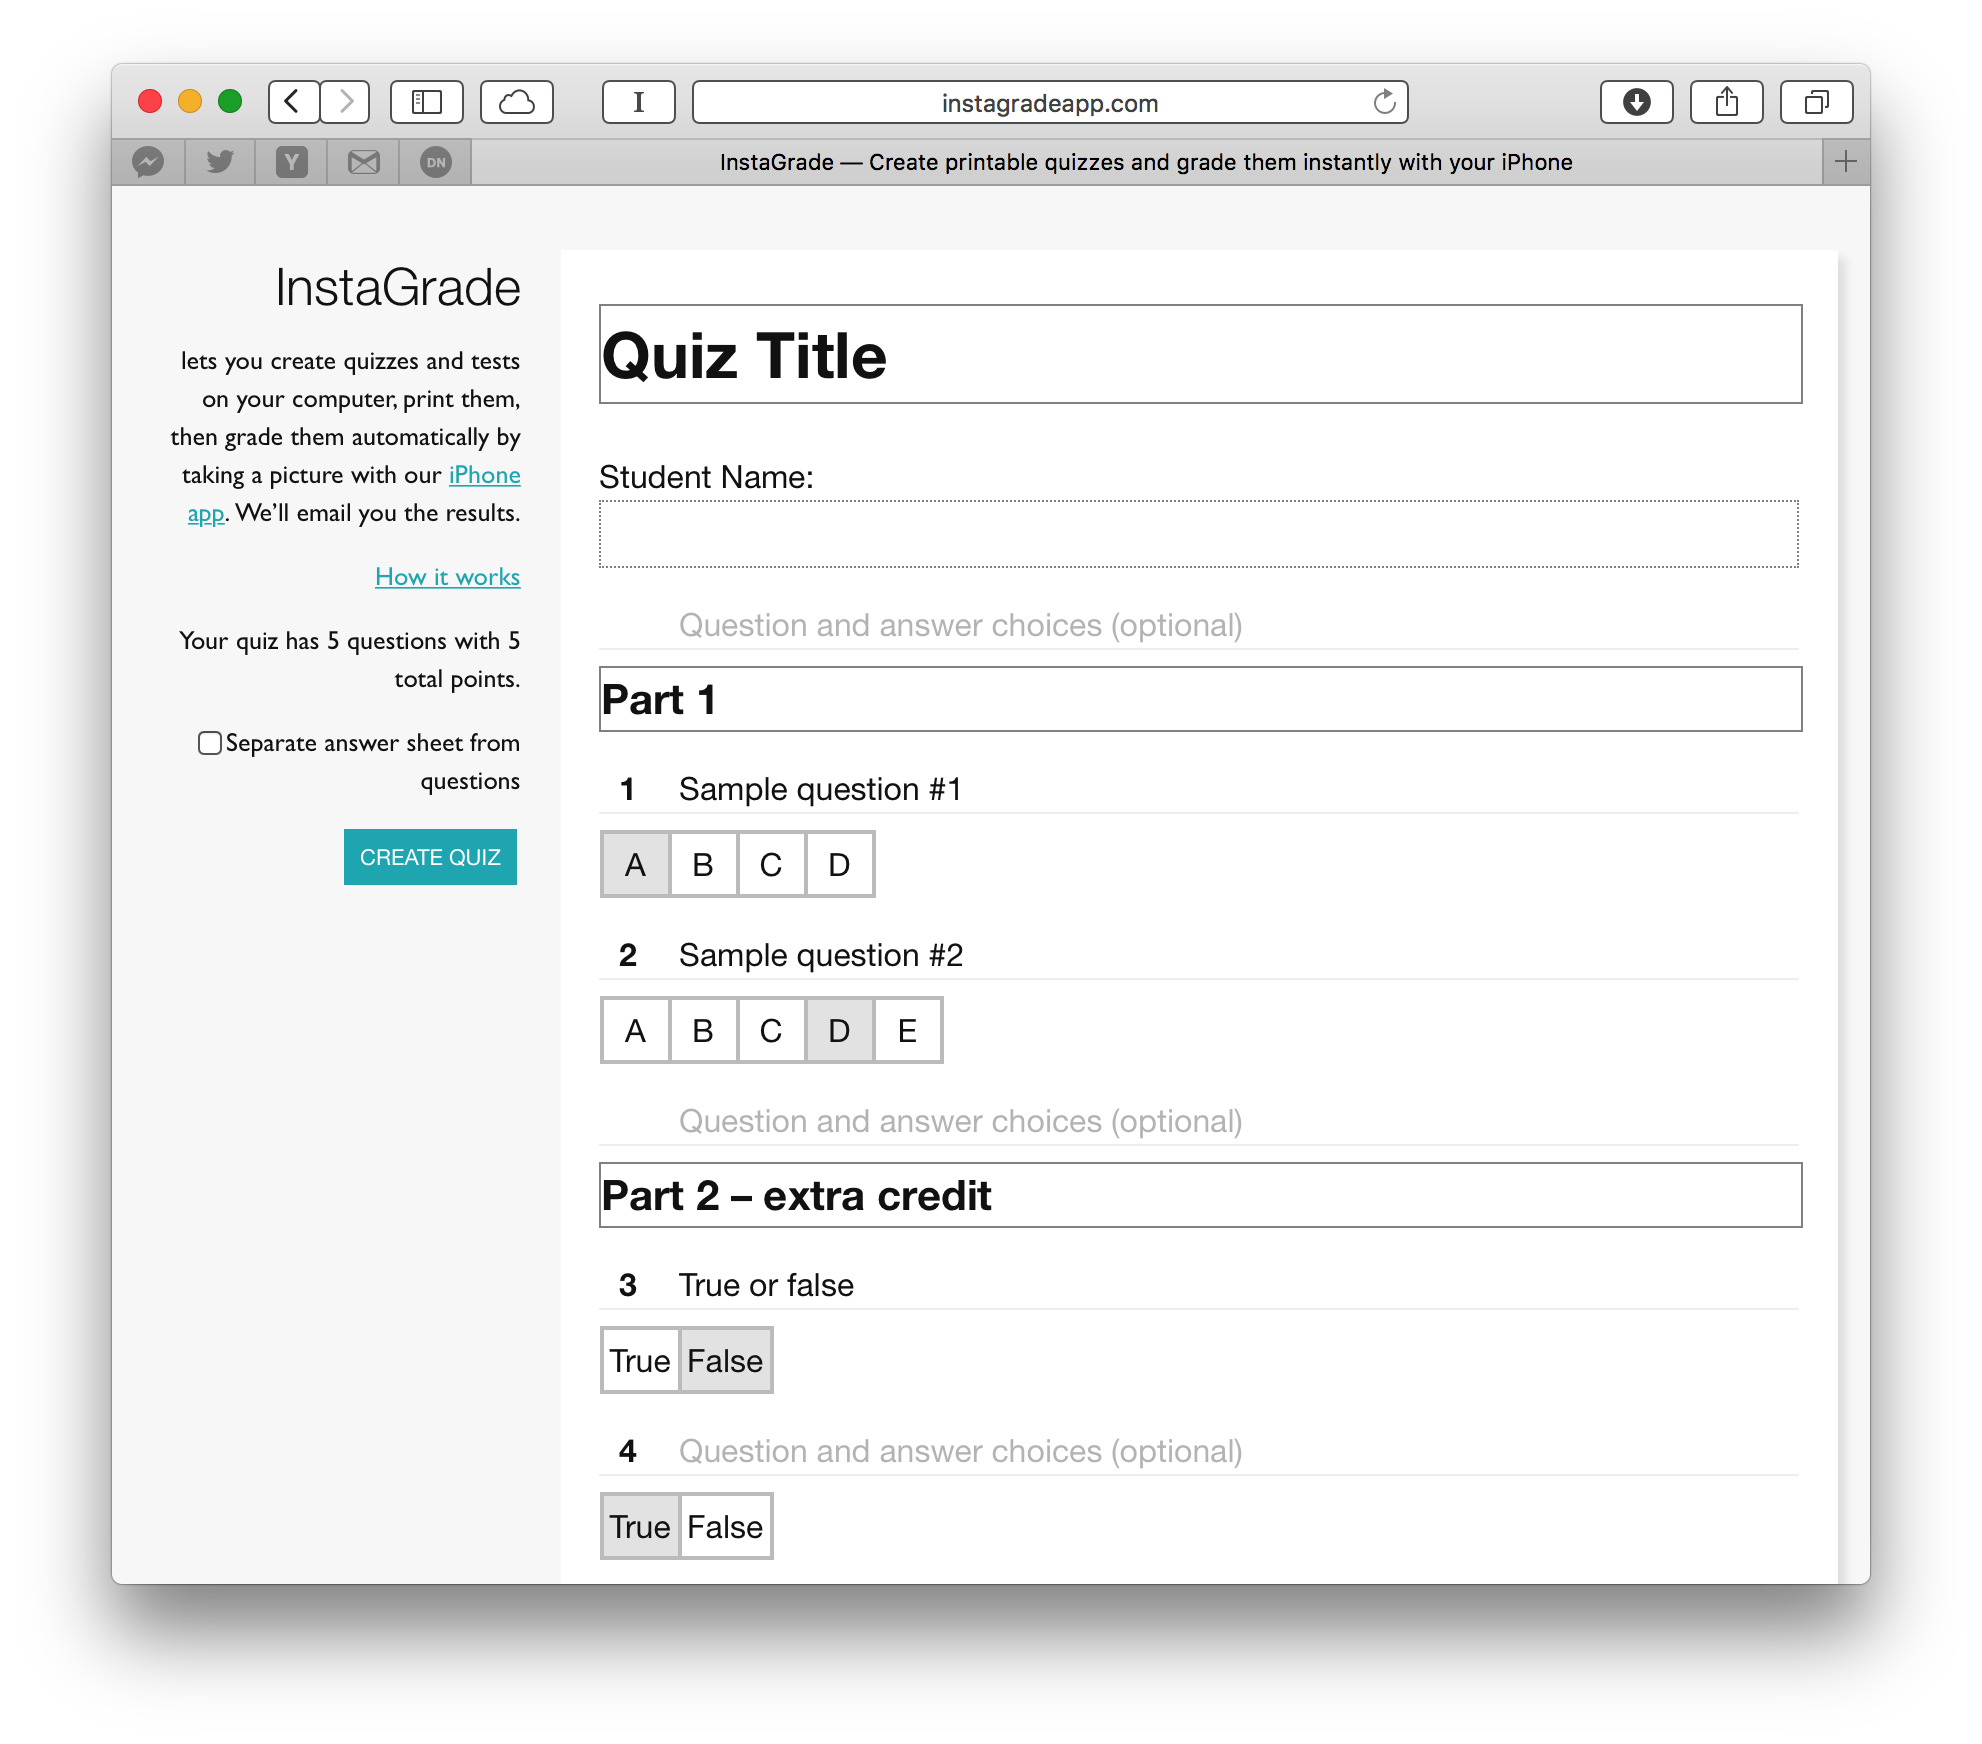 I
instagradeapp.com
Y
DN
InstaGrade — Create printable quizzes and grade them instantly with your iPhone
InstaGrade
lets you create quizzes and tests
on your computer, print them,
then grade them automatically by
taking a picture with our iPhone
app. We’ll email you the results.
How it works
Your quiz has 5 questions with 5
total points.
Separate answer sheet from
questions
CREATE QUIZ
Quiz Title
Student Name:
Question and answer choices (optional)
Part 1
1 Sample question #1
A B C D
2 Sample question #2
A B C D E
Question and answer choices (optional)
Part 2 – extra credit
3 True or false
True False
4 Question and answer choices (optional)
True False